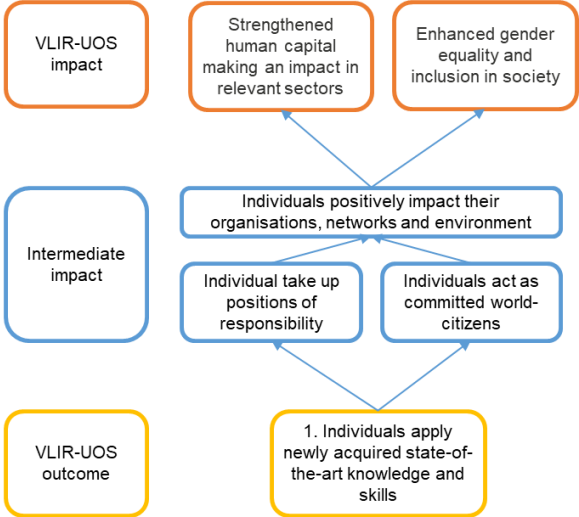 VLIR-UOS
impact
Strengthened
human capital
making an impact in
relevant sectors
Enhanced gender
equality and
inclusion in society
Intermediate
impact
Individuals positively impact their
organisations, networks and environment
Individual take up
positions of
responsibility
Individuals act as
committed world-
citizens
VLIR-UOS
outcome
1. Individuals apply
newly acquired state-of-
the-art knowledge and
skills